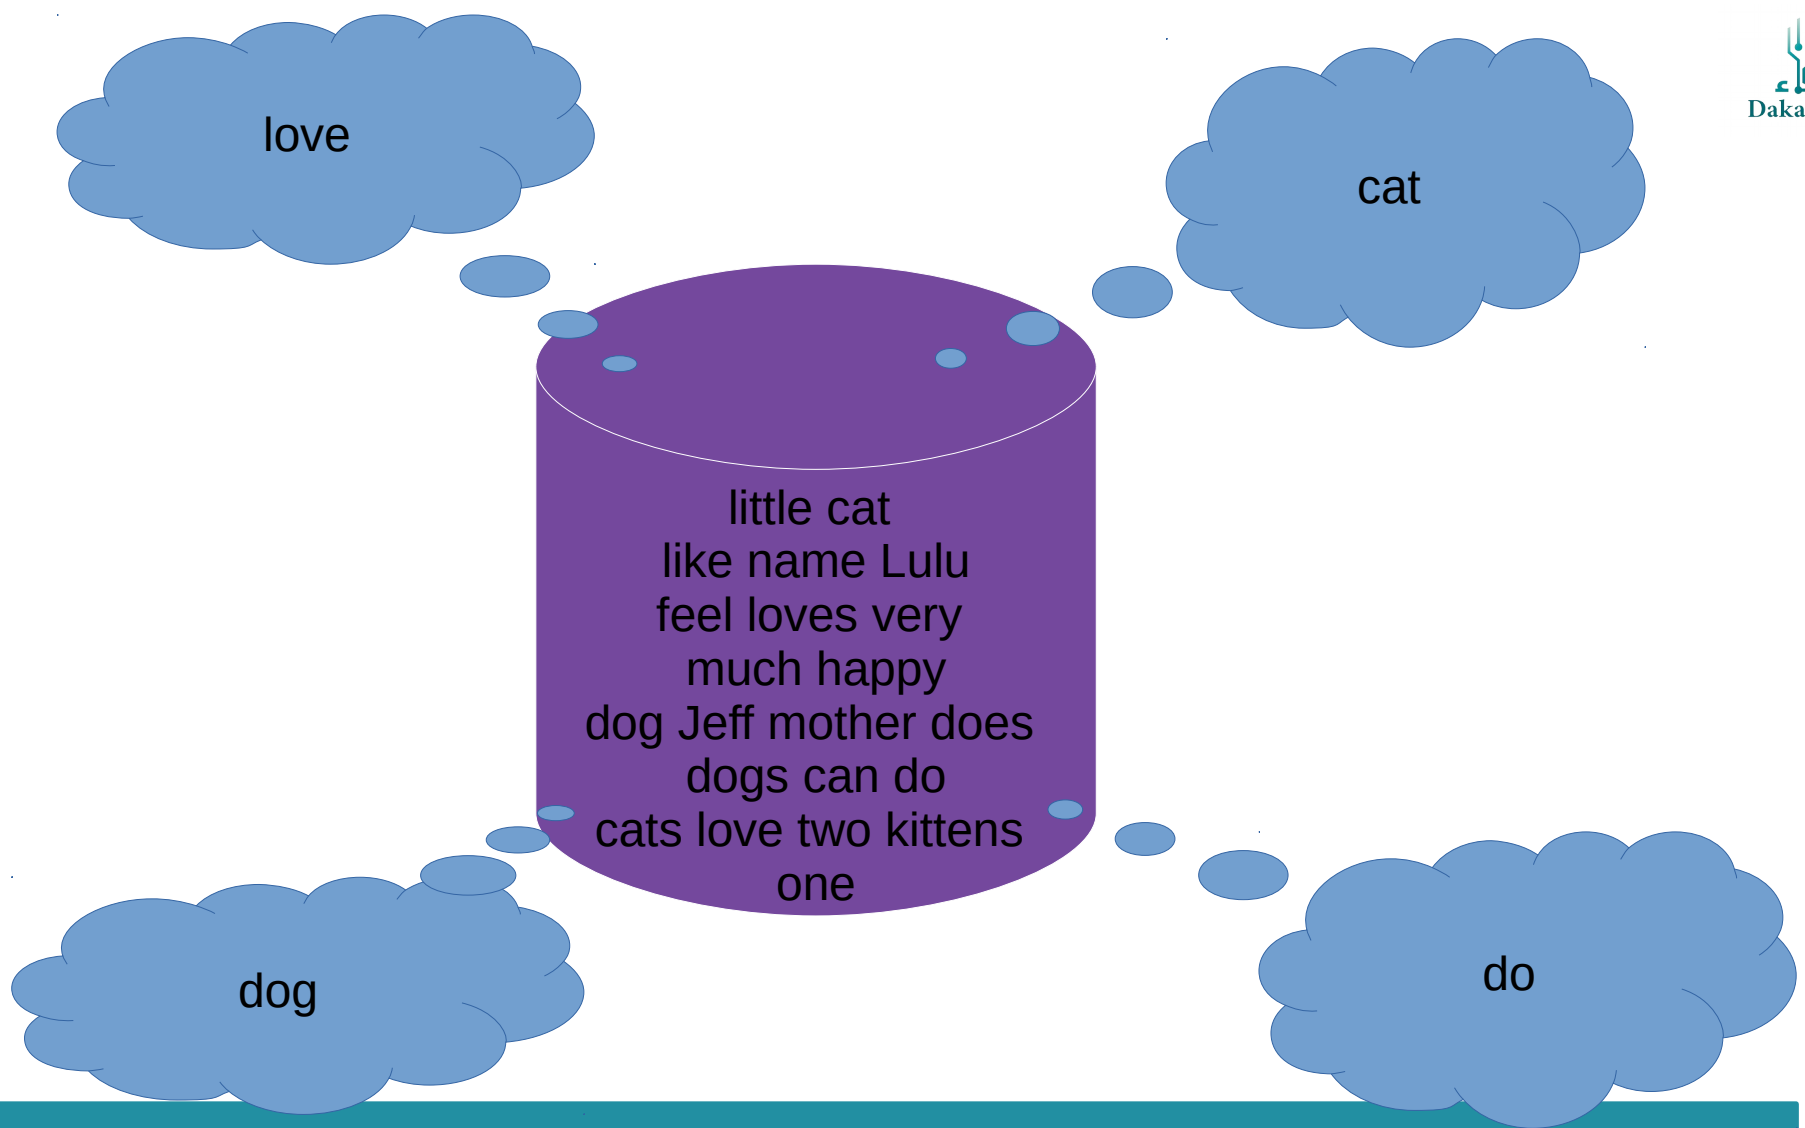 love
cat
Daka
little cat
like name Lulu
feel loves very
much happy
dog Jeff mother does
dogs can do
cats love two kittens
one
dog
do